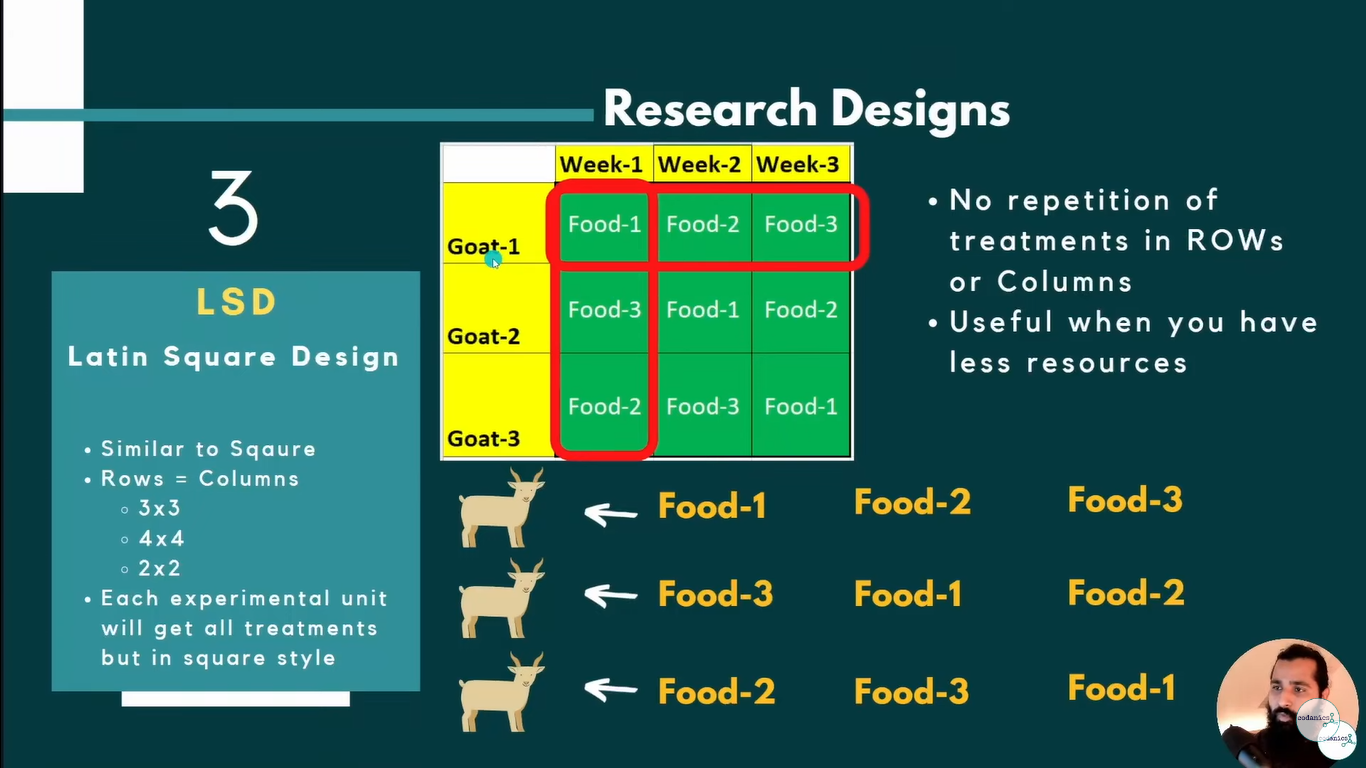 Research Designs
3
LSD
Latin Square Design
• Similar to Sqaure
• Rows = Columns
◦ 3x3
◦ 4x4
◦ 2x2
• Each experimental unit
will get all treatments
but in square style
Week-1 Week-2 Week-3
Goat-1 Food-1 Food-2 Food-3
Goat-2 Food-3 Food-1 Food-2
Goat-3 Food-2 Food-3 Food-1
• No repetition of
treatments in ROWs
or Columns
• Useful when you have
less resources
Food-1 Food-2 Food-3
Food-3 Food-1 Food-2
Food-2 Food-3 Food-1
codanics
codanics